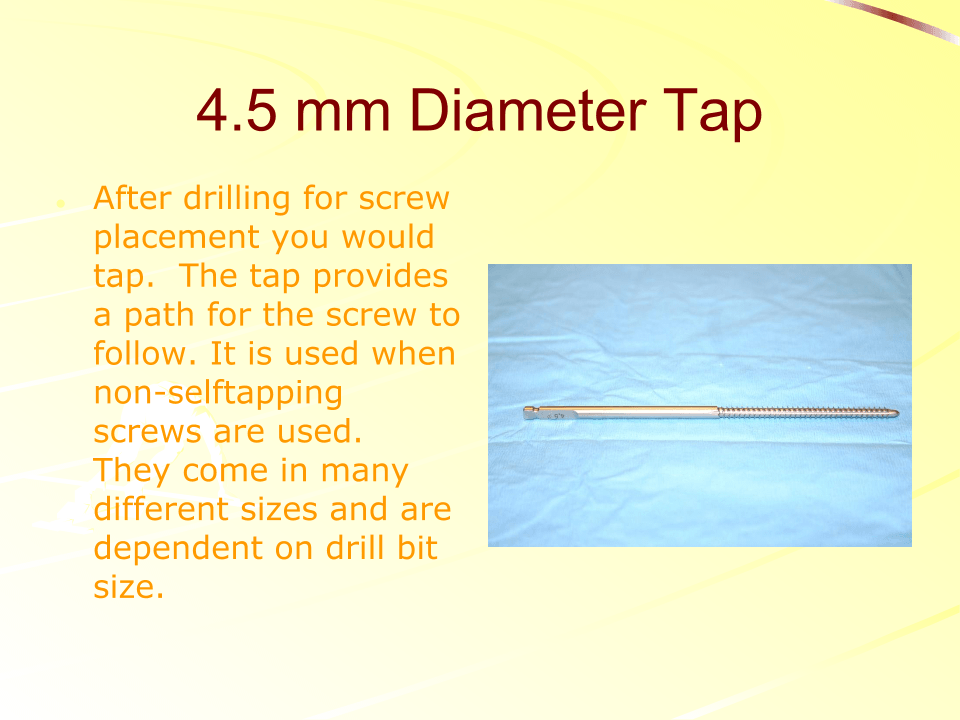 4.5 mm Diameter Tap
After drilling for screw
placement you would
tap.  The tap provides
a path for the screw to
follow. It is used when
non-selftapping
screws are used.
They come in many
different sizes and are
dependent on drill bit
size.